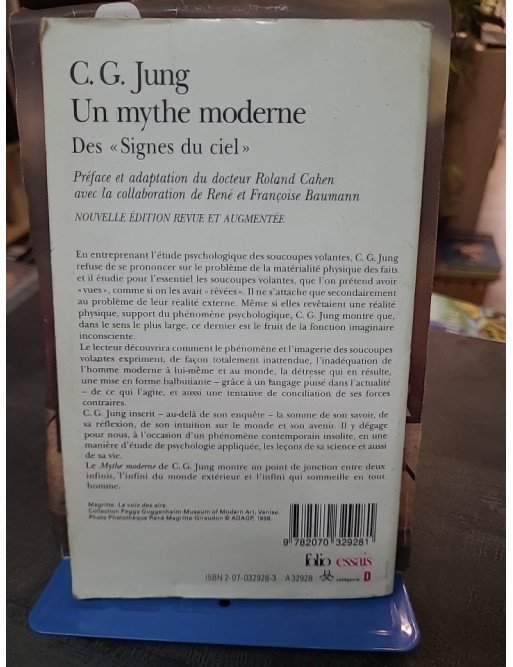 C. G. Jung
Un mythe moderne
Des « Signes du ciel »
Préface et adaptation du docteur Roland Cahen
avec la collaboration de René et Françoise Baumann
NOUVELLE ÉDITION REVUE ET AUGMENTÉE
En entreprenant l'étude psychologique des soucoupes volantes, C. G. Jung
refuse de se prononcer sur le problème de la matérialité physique des faits
et il étudie pour l'essentiel les soucoupes volantes, que l'on prétend avoir
« vues », comme si on les avait « rêvées ». Il ne s'attache que secondairement
au problème de leur réalité externe. Même si elles revêtaient une réalité
physique, support du phénomène psychologique, C. G. Jung montre que,
dans le sens le plus large, ce dernier est le fruit de la fonction imaginaire
inconsciente.
Le lecteur découvrira comment le phénomène et l'imagerie des soucoupes
volantes expriment, de façon totalement inattendue, l'inadéquation de
l'homme moderne à lui-même et au monde, la détresse qui en résulte,
une mise en forme balbutiante – grâce à un langage puisé dans l'actualité
– de ce qui l'agite, et aussi une tentative de conciliation de ses forces
contraires.
C. G. Jung inscrit – au-delà de son enquête – la somme de son savoir, de
sa réflexion, de son intuition sur le monde et son avenir. Il y dégage
pour nous, à l'occasion d'un phénomène contemporain insolite, en une
manière d'étude de psychologie appliquée, les leçons de sa science et aussi
de sa vie.
Le Mythe moderne de C. G. Jung montre un point de jonction entre deux
infinis, l'infini du monde extérieur et l'infini qui sommeille en tout
homme.
Magritte, La voix des airs.
Collection Peggy Guggenheim Museum of Modern Art, Venise.
Photo Photothèque René Magritte-Giraudon © ADAGP, 1996.
9 782070 329281
folio essais
ISBN 2-07-032928-3 A 32928 catégorie D